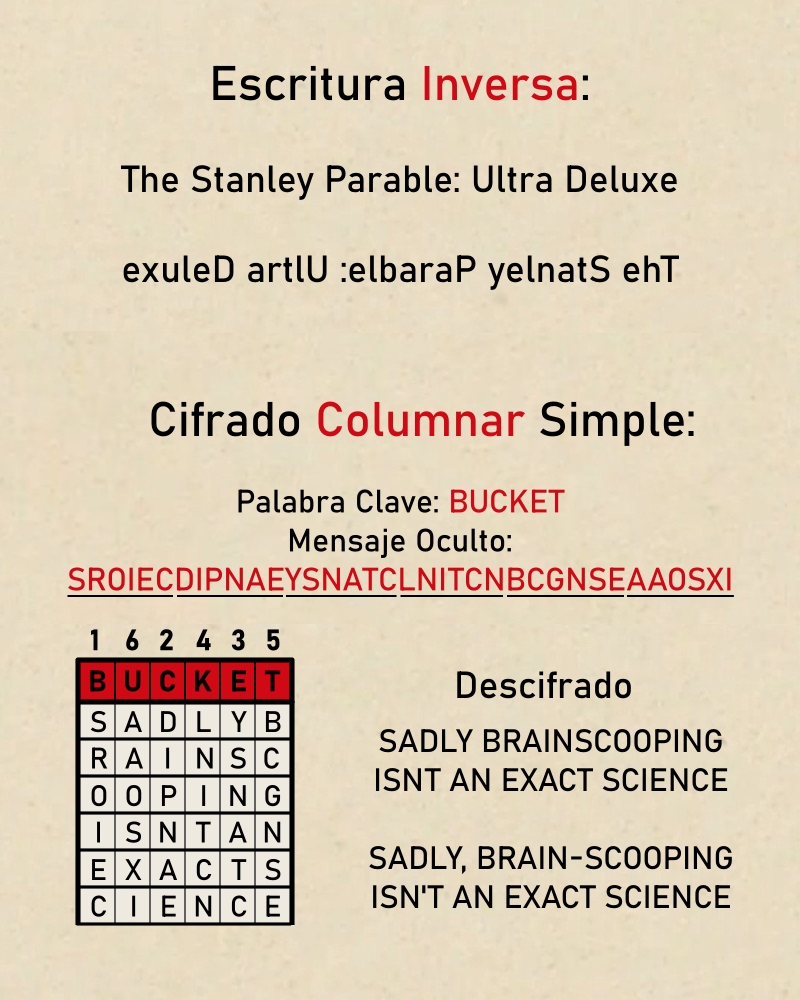 Escritura Inversa:
The Stanley Parable: Ultra Deluxe
exuleD artlU :elbaraP yelnatS ehT
Cifrado Columnar Simple:
Palabra Clave: BUCKET
Mensaje Oculto:
SROIECDIPNAEYSNATCLNITCNBCGNSEAAOSXI
1 6 2 4 3 5
B U C K E T
S A D L Y B
R A I N S C
O O P I N G
I S N T A N
E X A C T S
C I E N C E
Descifrado
SADLY BRAINSCOOPING
ISNT AN EXACT SCIENCE
SADLY, BRAIN-SCOOPING
ISN'T AN EXACT SCIENCE